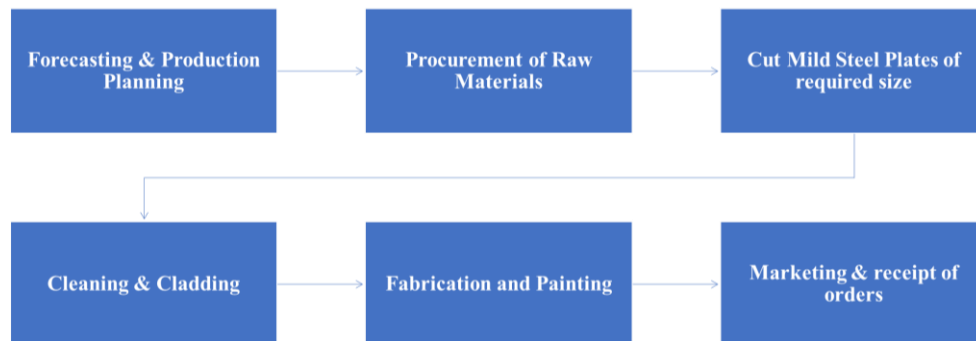 Forecasting & Production
Planning
Procurement of Raw
Materials
Cut Mild Steel Plates of
required size
Cleaning & Cladding
Fabrication and Painting
Marketing & receipt of
orders